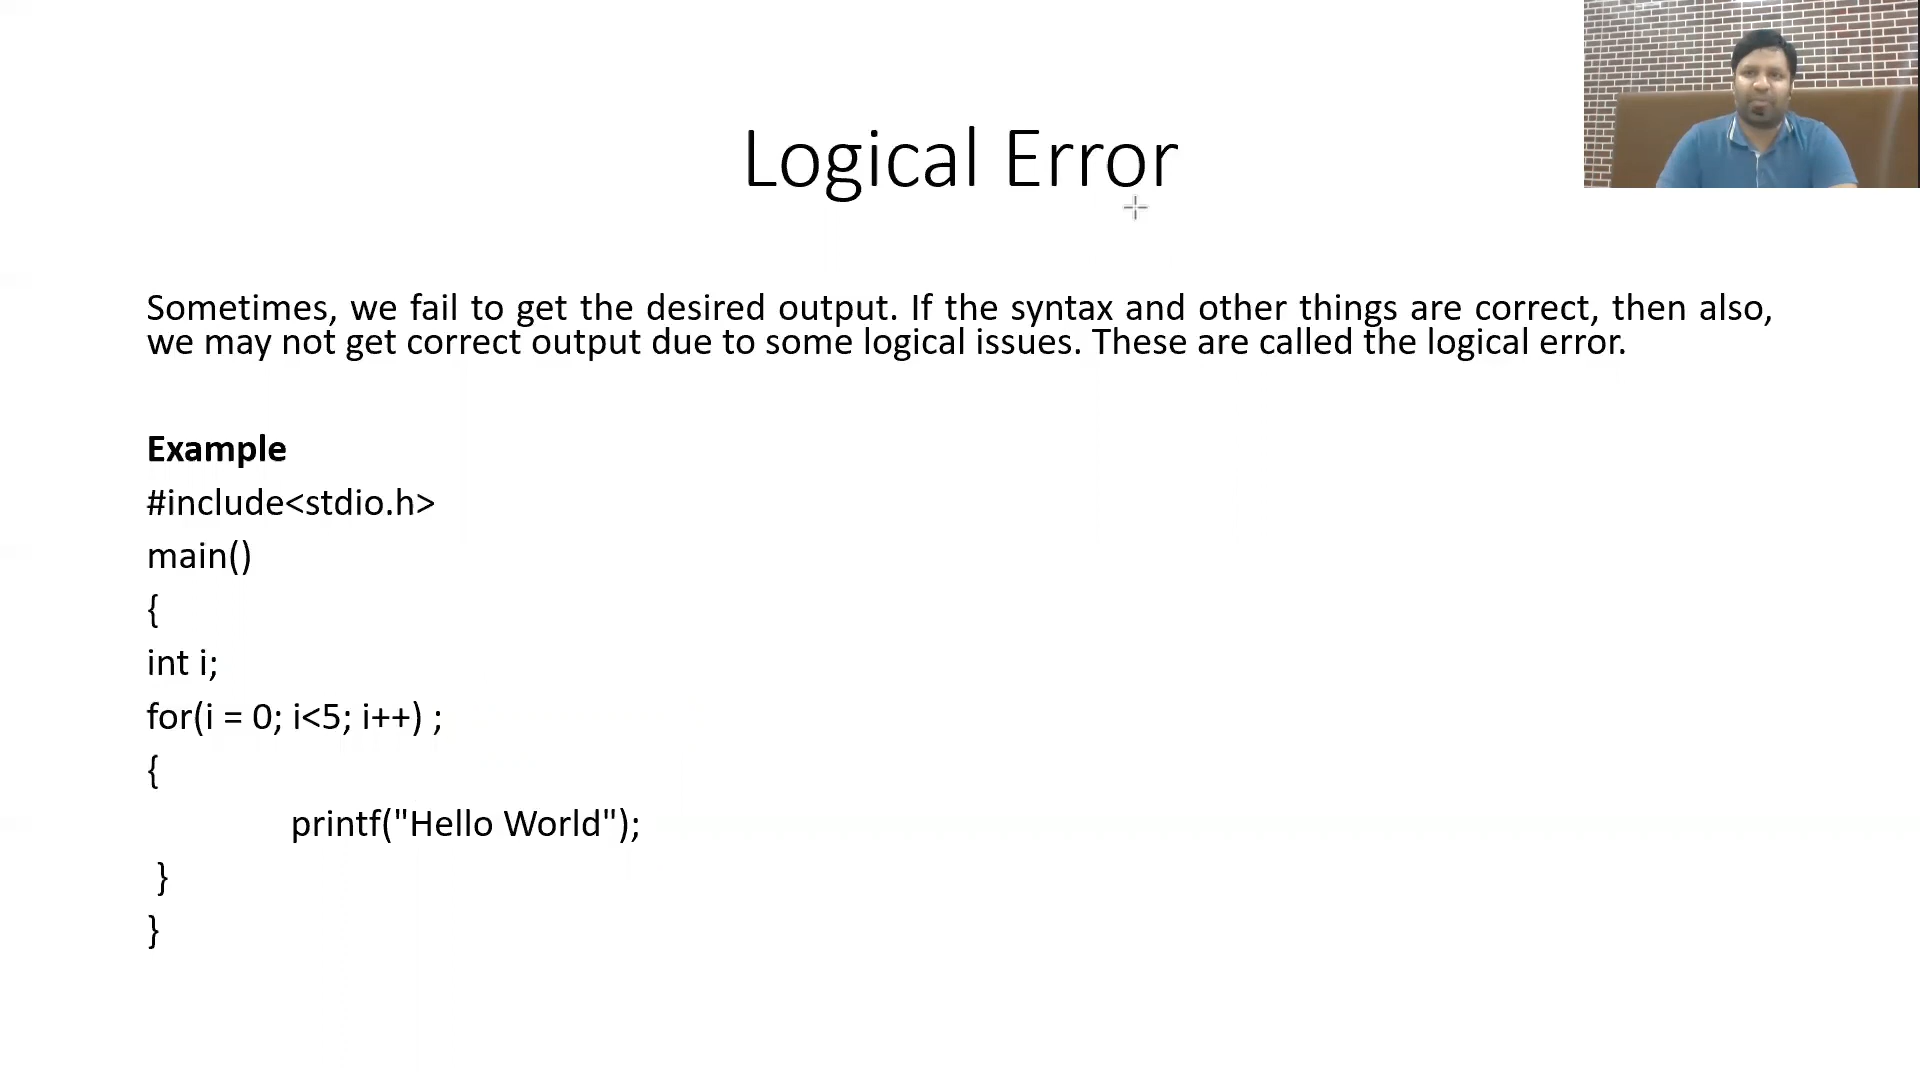 Logical Error
Sometimes, we fail to get the desired output. If the syntax and other things are correct, then also,
we may not get correct output due to some logical issues. These are called the logical error.
Example
#include<stdio.h>
main()
{
int i;
for(i = 0; i<5; i++) ;
{
printf("Hello World");
}
}